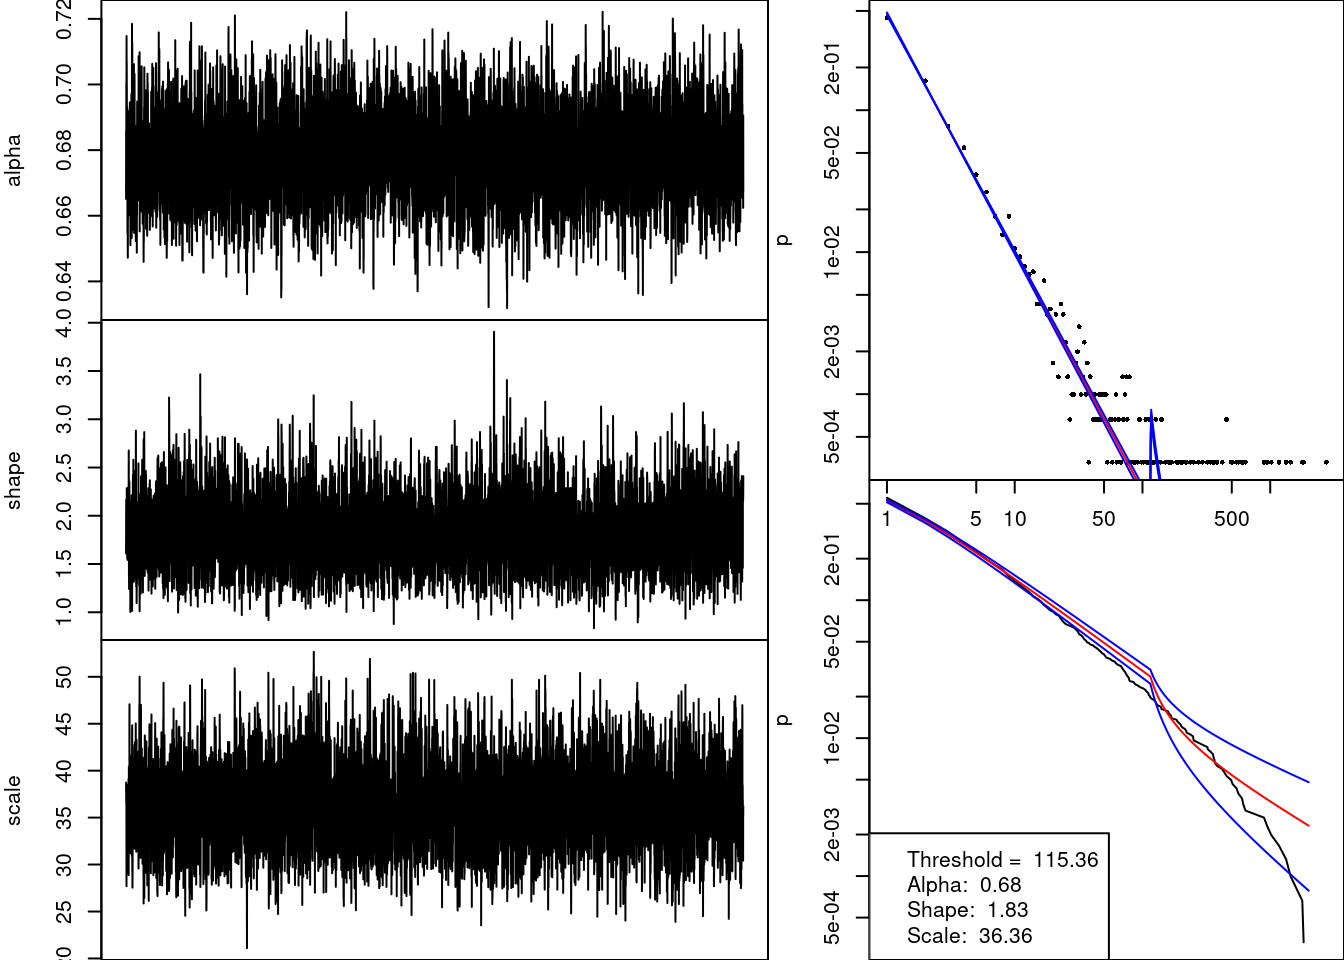 alpha
0.72
0.70
0.68
0.66
0.64
0
shape
4.0
3.5
3.0
2.5
2.0
1.5
1.0
scale
50
45
40
35
30
25
20
p
2e-01
5e-02
1e-02
2e-03
5e-04
1 5 10 50 500
p
2e-01
5e-02
1e-02
2e-03
5e-04
Threshold = 115.36
Alpha: 0.68
Shape: 1.83
Scale: 36.36